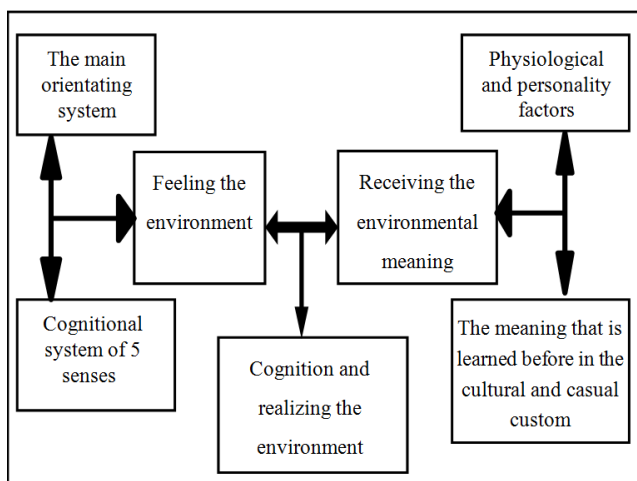 The main
orientating
system
Physiological
and personality
factors
Feeling the
environment
Receiving the
environmental
meaning
Cognitional
system of 5
senses
Cognition and
realizing the
environment
The meaning that is
learned before in the
cultural and casual
custom